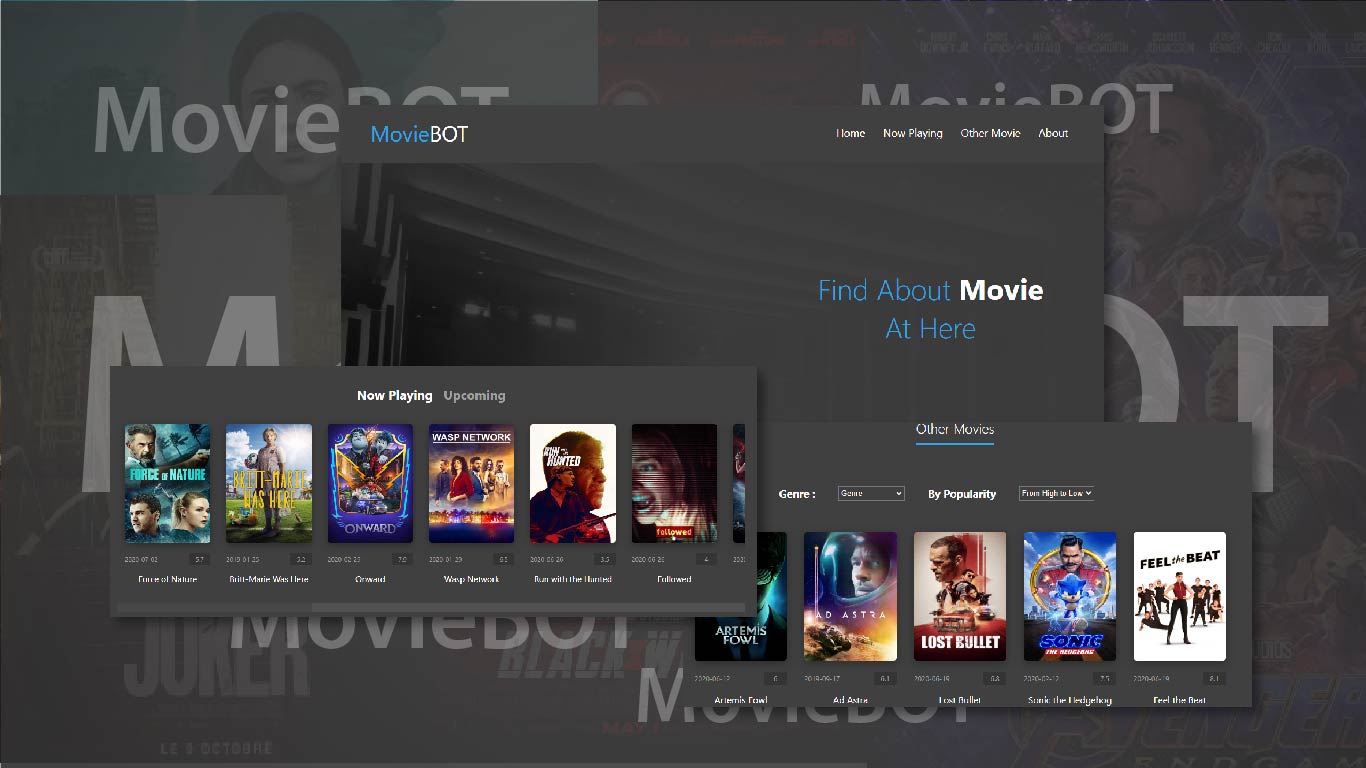 MovieBOT
MovieBOT
MovieBOT
Home Now Playing Other Movie About
Find About Movie
At Here
M OT
Now Playing Upcoming
FORCE OF NATURE
BRITT-MARIE
WAS HERE
ONWARD
WASP NETWORK
RUN WITH THE
HUNTED
followed
2020-07-02 5.7
2019-01-25 5.2
2020-02-29 7.9
2020-01-29 6.5
2020-06-26 3.5
2020-06-26 4
Force of Nature
Britt-Marie Was Here
Onward
Wasp Network
Run with the Hunted
Followed
Other Movies
Genre : Genre By Popularity From High to Low
ARTEMIS
FOWL
AD ASTRA
LOST BULLET
SONIC
THE HEDGEHOG
FEEL the BEAT
2020-06-12 6
2019-09-17 6.1
2020-06-19 6.8
2020-02-12 7.5
2020-06-19 8.1
Artemis Fowl
Ad Astra
Lost Bullet
Sonic the Hedgehog
Feel the Beat
MovieBOT
MovieBOT
JOKER
LE 9 OCTOBRE
BLACK W
AVENGERS
ENDGAM